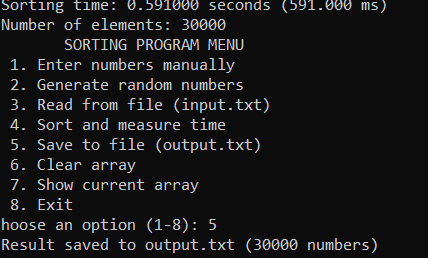 Sorting time: 0.591000 seconds (591.000 ms)
Number of elements: 30000
SORTING PROGRAM MENU
1. Enter numbers manually
2. Generate random numbers
3. Read from file (input.txt)
4. Sort and measure time
5. Save to file (output.txt)
6. Clear array
7. Show current array
8. Exit
hoose an option (1-8): 5
Result saved to output.txt (30000 numbers)